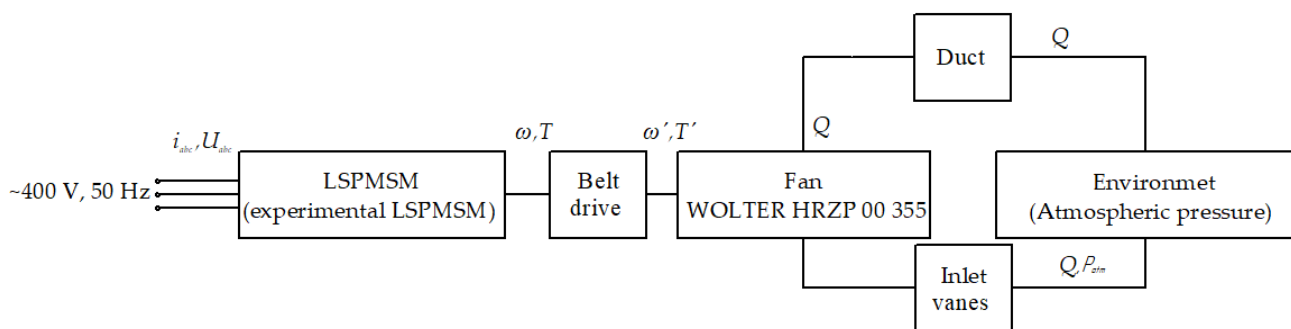 Duct
Q
Q
i_abc, U_abc
ω,T
ω´,T´
~400 V, 50 Hz
LSPMSM
(experimental LSPMSM)
Belt
drive
Fan
WOLTER HRZP 00 355
Environmet
(Atmospheric pressure)
Inlet
vanes
Q, P_atm